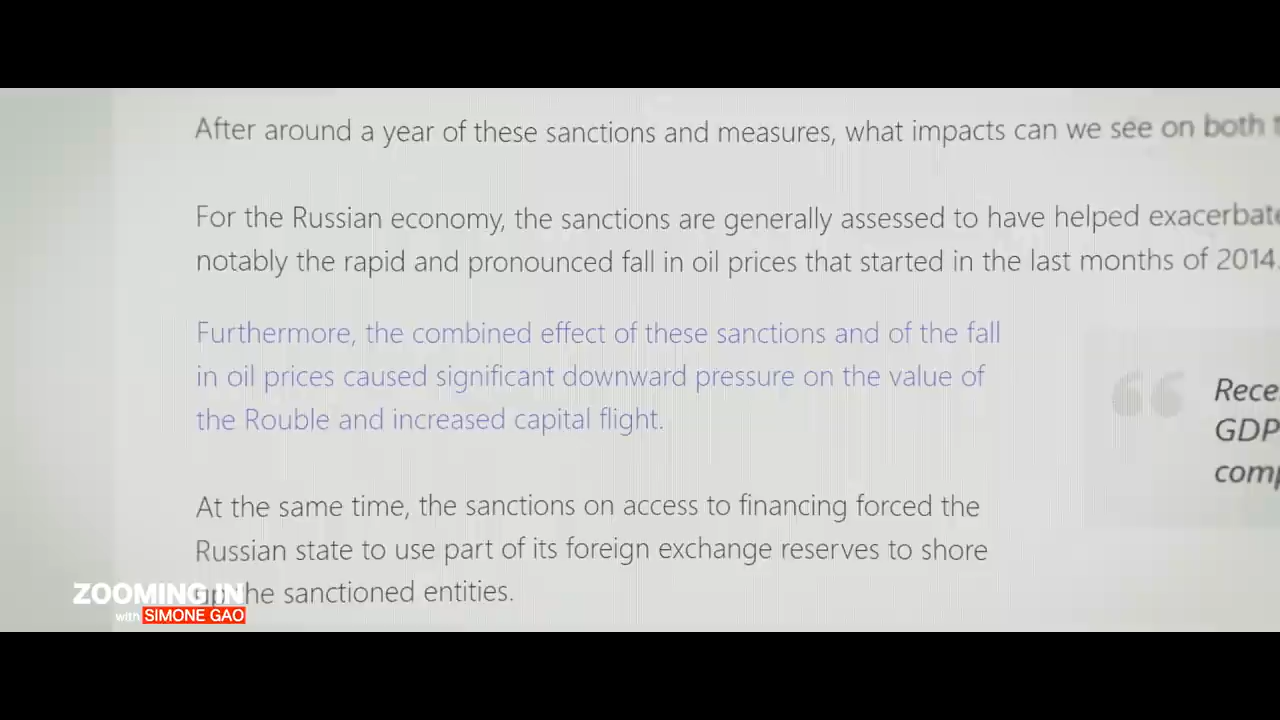 After around a year of these sanctions and measures, what impacts can we see on both
For the Russian economy, the sanctions are generally assessed to have helped exacerbate
notably the rapid and pronounced fall in oil prices that started in the last months of 2014.
Furthermore, the combined effect of these sanctions and of the fall
in oil prices caused significant downward pressure on the value of
the Rouble and increased capital flight.
“ Rece
GDP
comp
At the same time, the sanctions on access to financing forced the
Russian state to use part of its foreign exchange reserves to shore
up the sanctioned entities.
ZOOMING IN
with SIMONE GAO